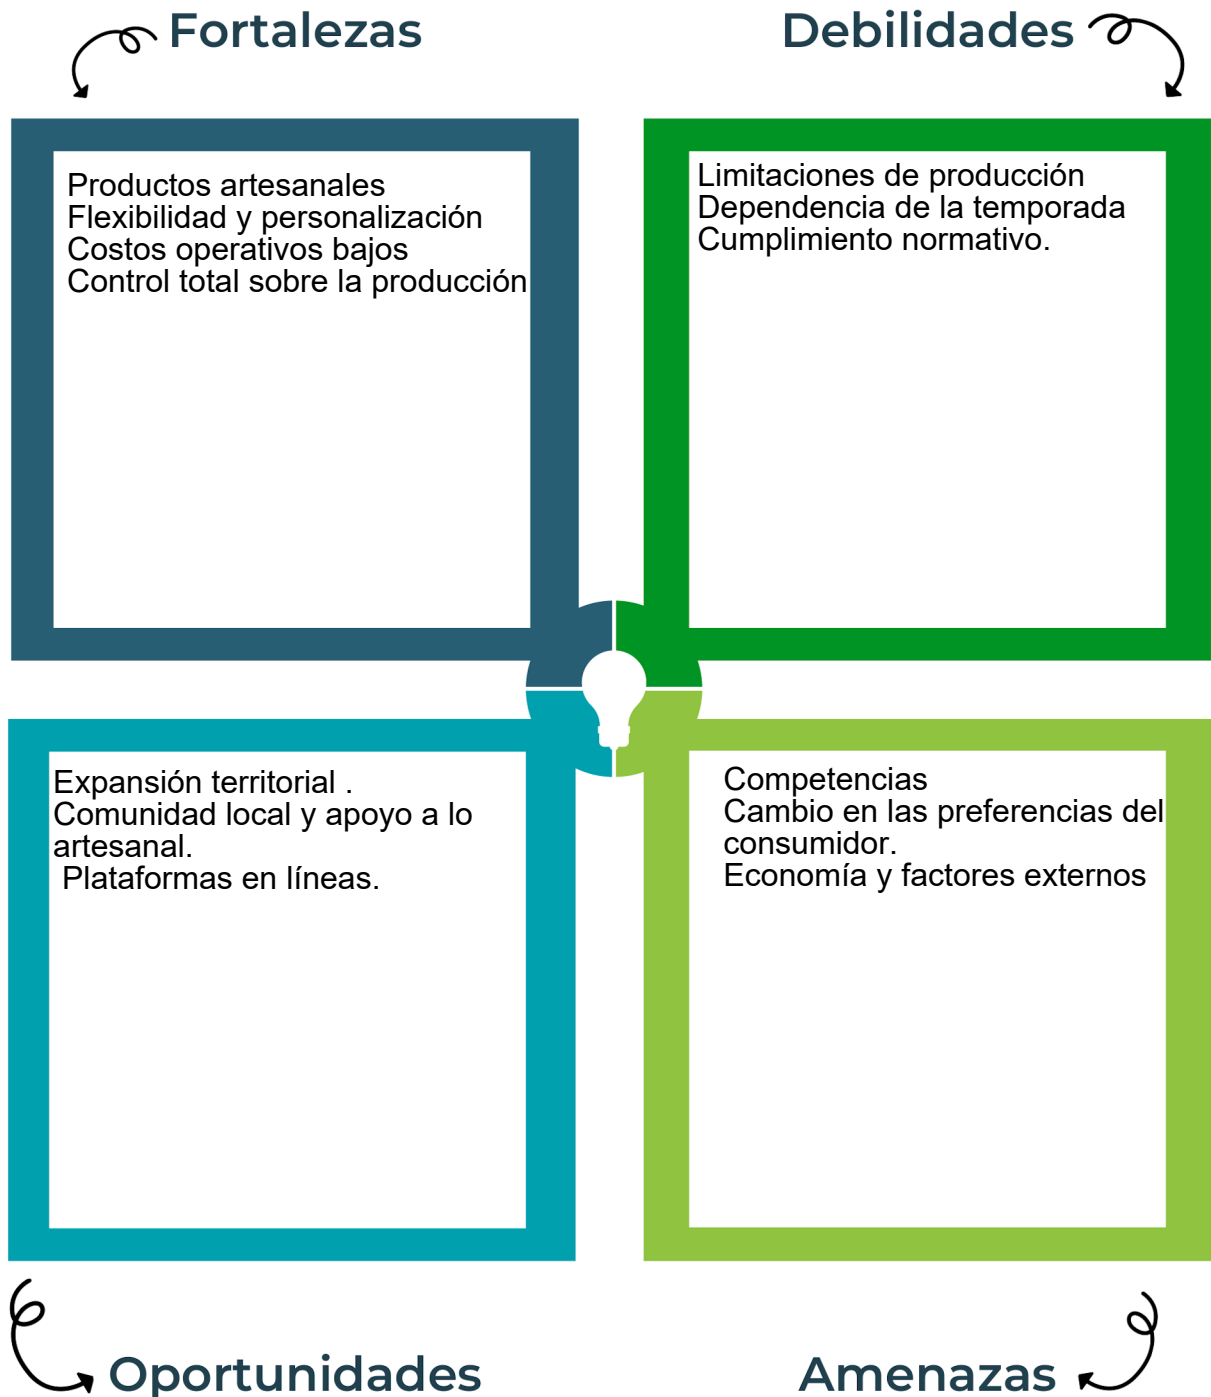 Fortalezas
Productos artesanales
Flexibilidad y personalización
Costos operativos bajos
Control total sobre la producción
Debilidades
Limitaciones de producción
Dependencia de la temporada
Cumplimiento normativo.
Expansión territorial .
Comunidad local y apoyo a lo
artesanal.
Plataformas en líneas.
Oportunidades
Competencias
Cambio en las preferencias del
consumidor.
Economía y factores externos
Amenazas